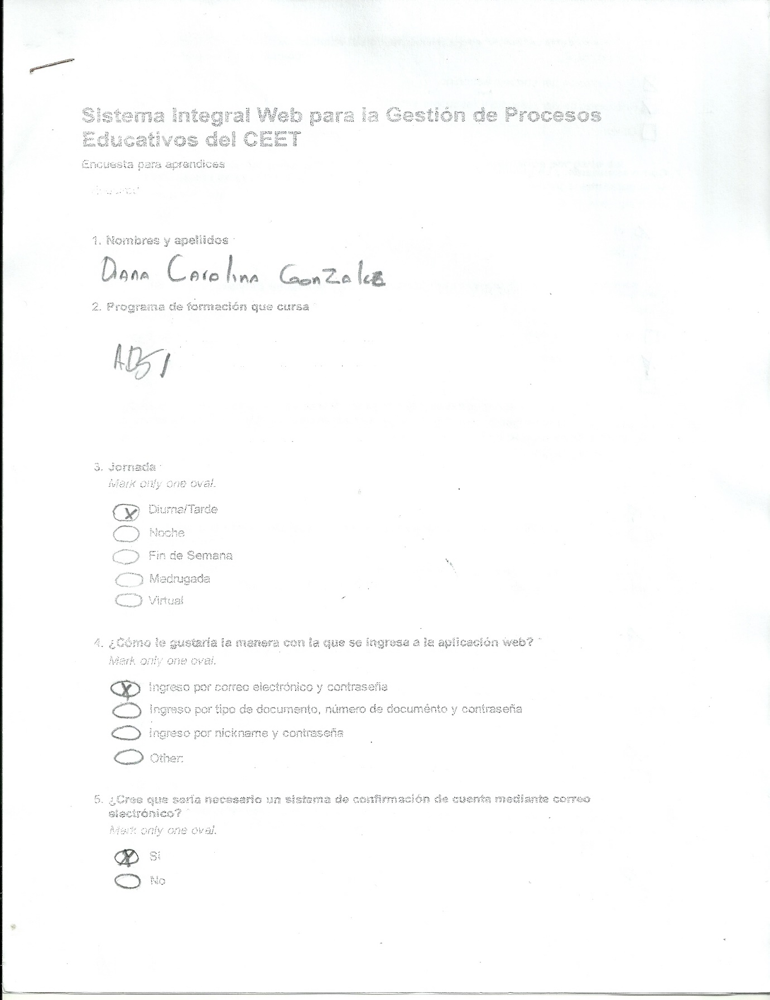 Sistema Integral Web para la Gestión de Procesos
Educativos del CEET
Encuesta para aprendices
1. Nombres y apellidos *
Diana Carolina Gonzalez
2. Programa de formación que cursa
ADSI
3. Jornada *
Mark only one oval.
X Diurna/Tarde
Noche
Fin de Semana
Madrugada
Virtual
4. ¿Cómo le gustaría la manera con la que se ingresa a la aplicación web? *
Mark only one oval.
X Ingreso por correo electrónico y contraseña
Ingreso por tipo de documento, número de documento y contraseña
Ingreso por nickname y contraseña
Other:
5. ¿Cree que sería necesario un sistema de confirmación de cuenta mediante correo
electrónico? *
Mark only one oval.
X Sí
No